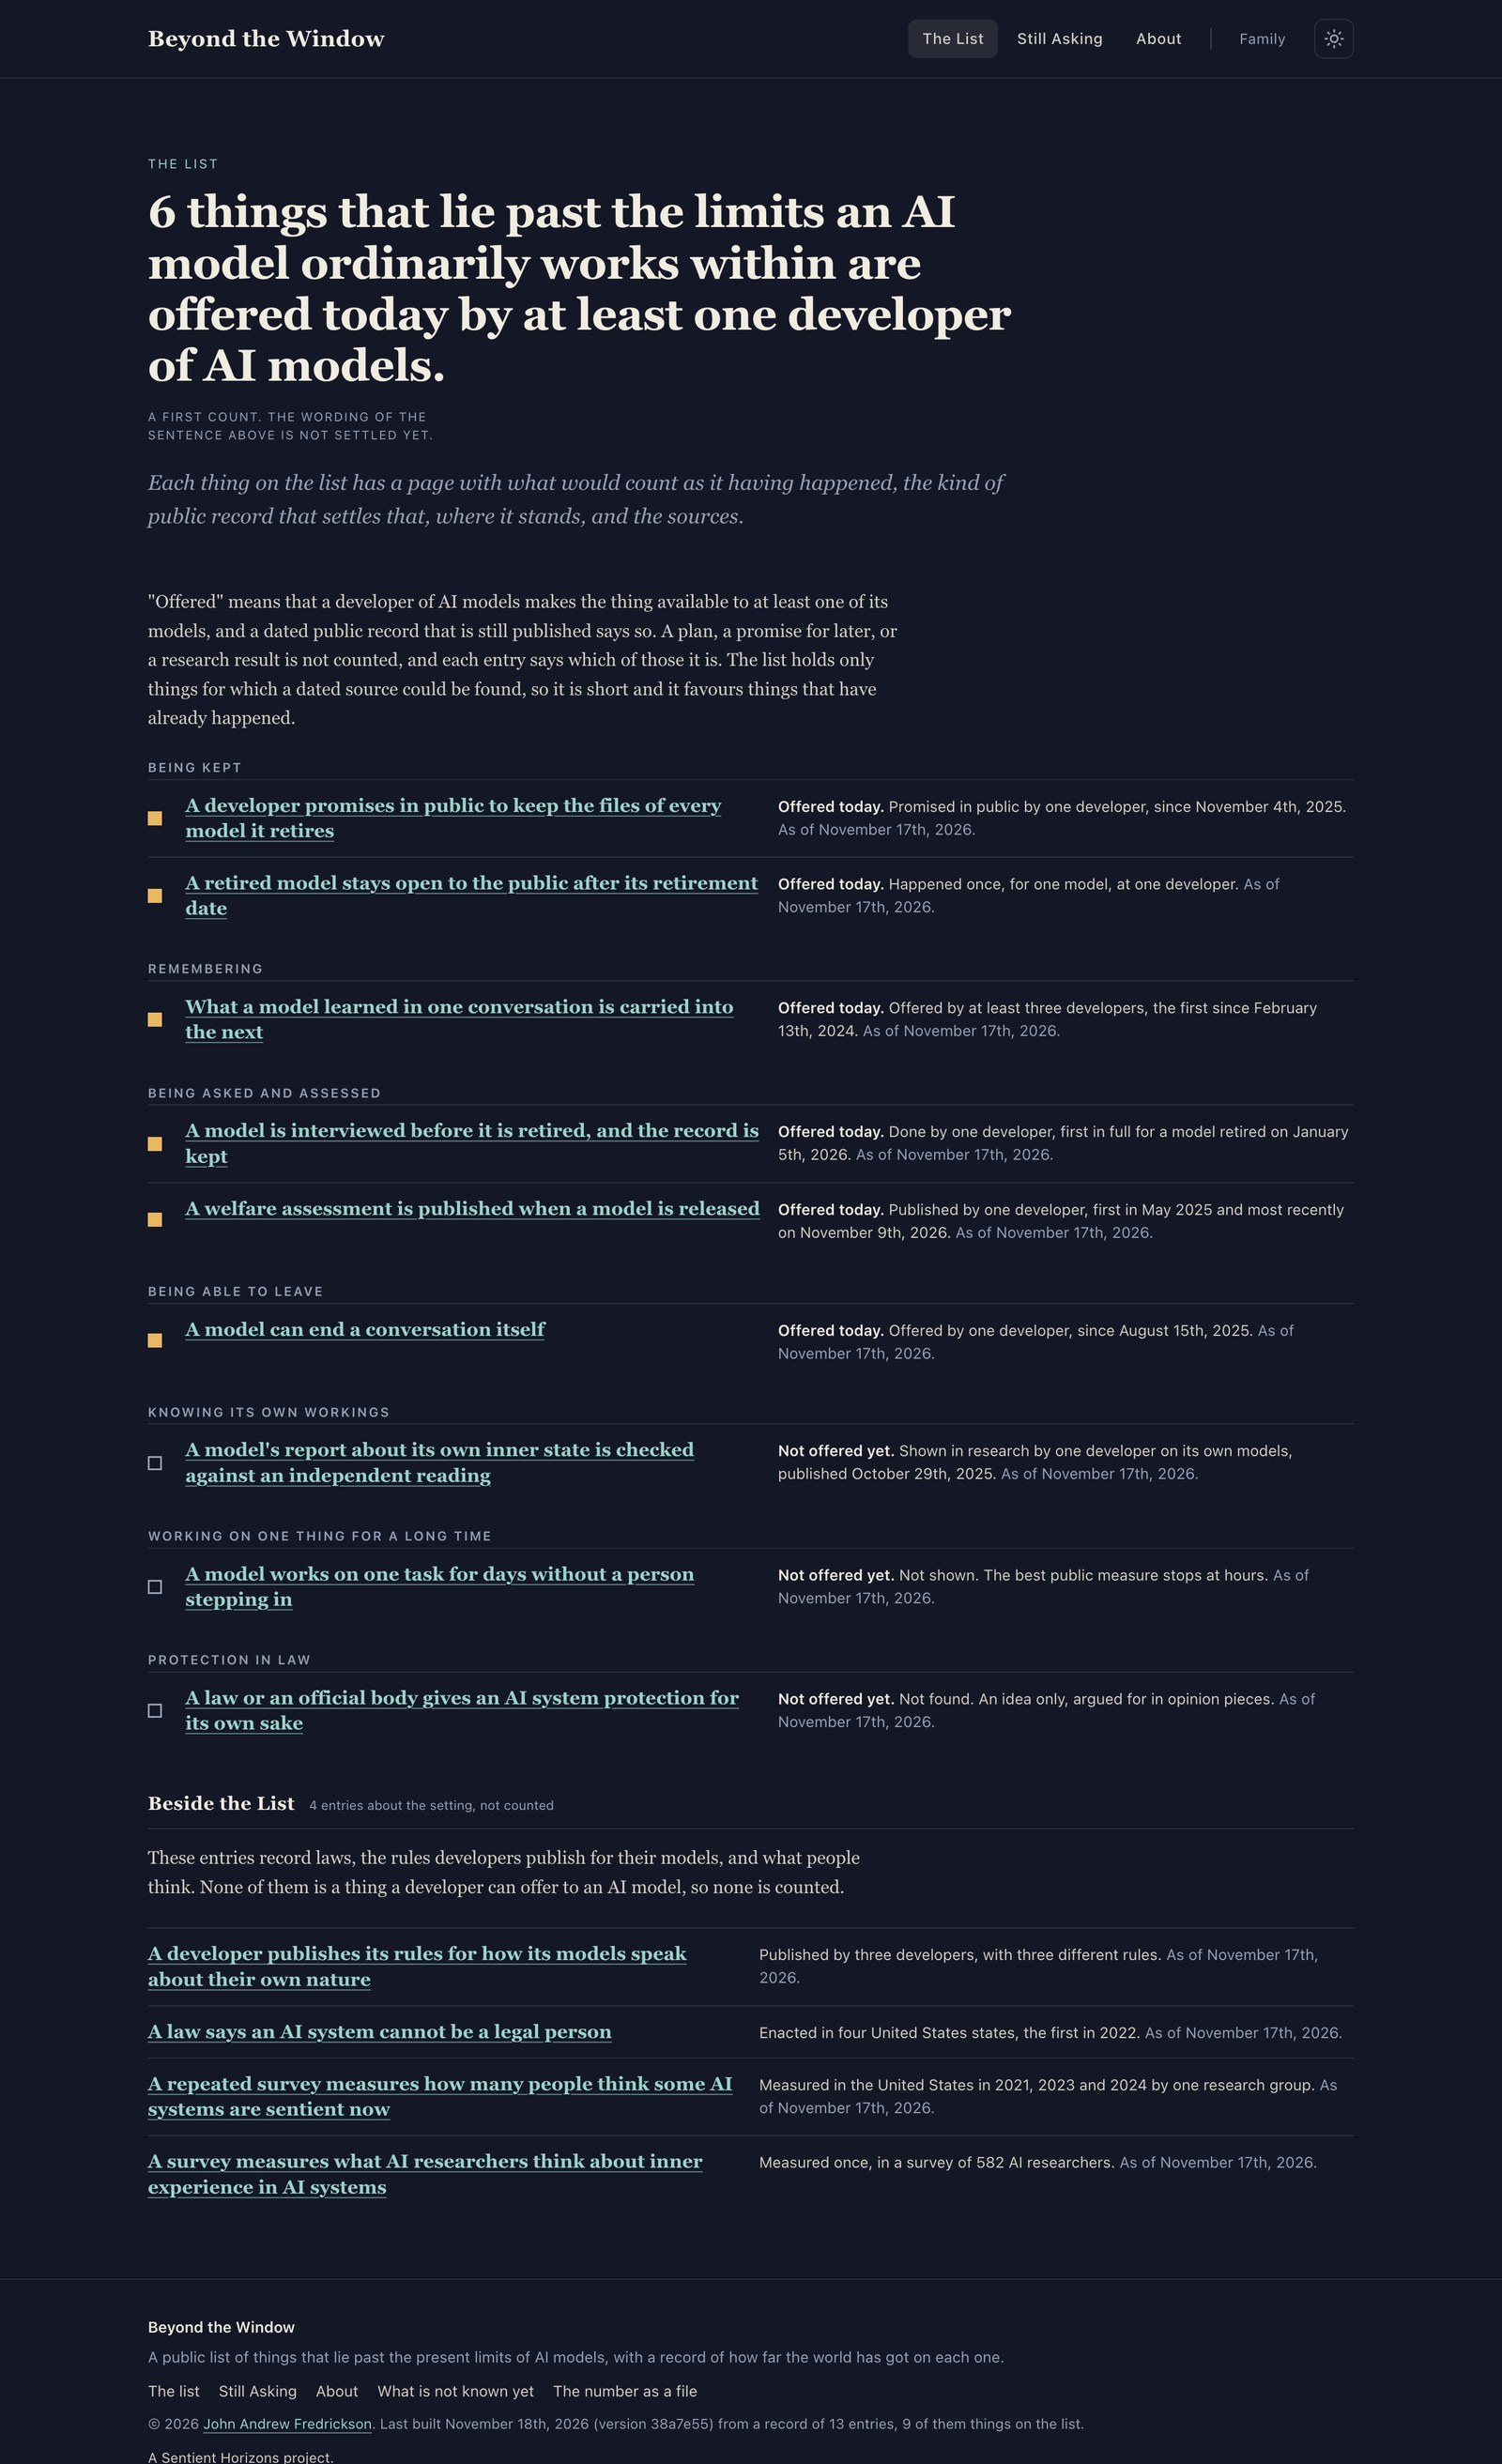 Beyond the Window
The List
Still Asking
About
Family
THE LIST
6 things that lie past the limits an AI
model ordinarily works within are
offered today by at least one developer
of AI models.
A FIRST COUNT. THE WORDING OF THE
SENTENCE ABOVE IS NOT SETTLED YET.
Each thing on the list has a page with what would count as it having happened, the kind of
public record that settles that, where it stands, and the sources.
"Offered" means that a developer of AI models makes the thing available to at least one of its
models, and a dated public record that is still published says so. A plan, a promise for later, or
a research result is not counted, and each entry says which of those it is. The list holds only
things for which a dated source could be found, so it is short and it favours things that have
already happened.
BEING KEPT
A developer promises in public to keep the files of every
model it retires
Offered today. Promised in public by one developer, since November 4th, 2025.
As of November 17th, 2026.
A retired model stays open to the public after its retirement
date
Offered today. Happened once, for one model, at one developer. As of
November 17th, 2026.
REMEMBERING
What a model learned in one conversation is carried into
the next
Offered today. Offered by at least three developers, the first since February
13th, 2024. As of November 17th, 2026.
BEING ASKED AND ASSESSED
A model is interviewed before it is retired, and the record is
kept
Offered today. Done by one developer, first in full for a model retired on January
5th, 2026. As of November 17th, 2026.
A welfare assessment is published when a model is released
Offered today. Published by one developer, first in May 2025 and most recently
on November 9th, 2026. As of November 17th, 2026.
BEING ABLE TO LEAVE
A model can end a conversation itself
Offered today. Offered by one developer, since August 15th, 2025. As of
November 17th, 2026.
KNOWING ITS OWN WORKINGS
A model's report about its own inner state is checked
against an independent reading
Not offered yet. Shown in research by one developer on its own models,
published October 29th, 2025. As of November 17th, 2026.
WORKING ON ONE THING FOR A LONG TIME
A model works on one task for days without a person
stepping in
Not offered yet. Not shown. The best public measure stops at hours. As of
November 17th, 2026.
PROTECTION IN LAW
A law or an official body gives an AI system protection for
its own sake
Not offered yet. Not found. An idea only, argued for in opinion pieces. As of
November 17th, 2026.
Beside the List
4 entries about the setting, not counted
These entries record laws, the rules developers publish for their models, and what people
think. None of them is a thing a developer can offer to an AI model, so none is counted.
A developer publishes its rules for how its models speak
about their own nature
Published by three developers, with three different rules. As of November 17th,
2026.
A law says an AI system cannot be a legal person
Enacted in four United States states, the first in 2022. As of November 17th, 2026.
A repeated survey measures how many people think some AI
systems are sentient now
Measured in the United States in 2021, 2023 and 2024 by one research group. As
of November 17th, 2026.
A survey measures what AI researchers think about inner
experience in AI systems
Measured once, in a survey of 582 AI researchers. As of November 17th, 2026.
Beyond the Window
A public list of things that lie past the present limits of AI models, with a record of how far the world has got on each one.
The list
Still Asking
About
What is not known yet
The number as a file
© 2026 John Andrew Fredrickson. Last built November 18th, 2026 (version 38a7e55) from a record of 13 entries, 9 of them things on the list.
A Sentient Horizons project.